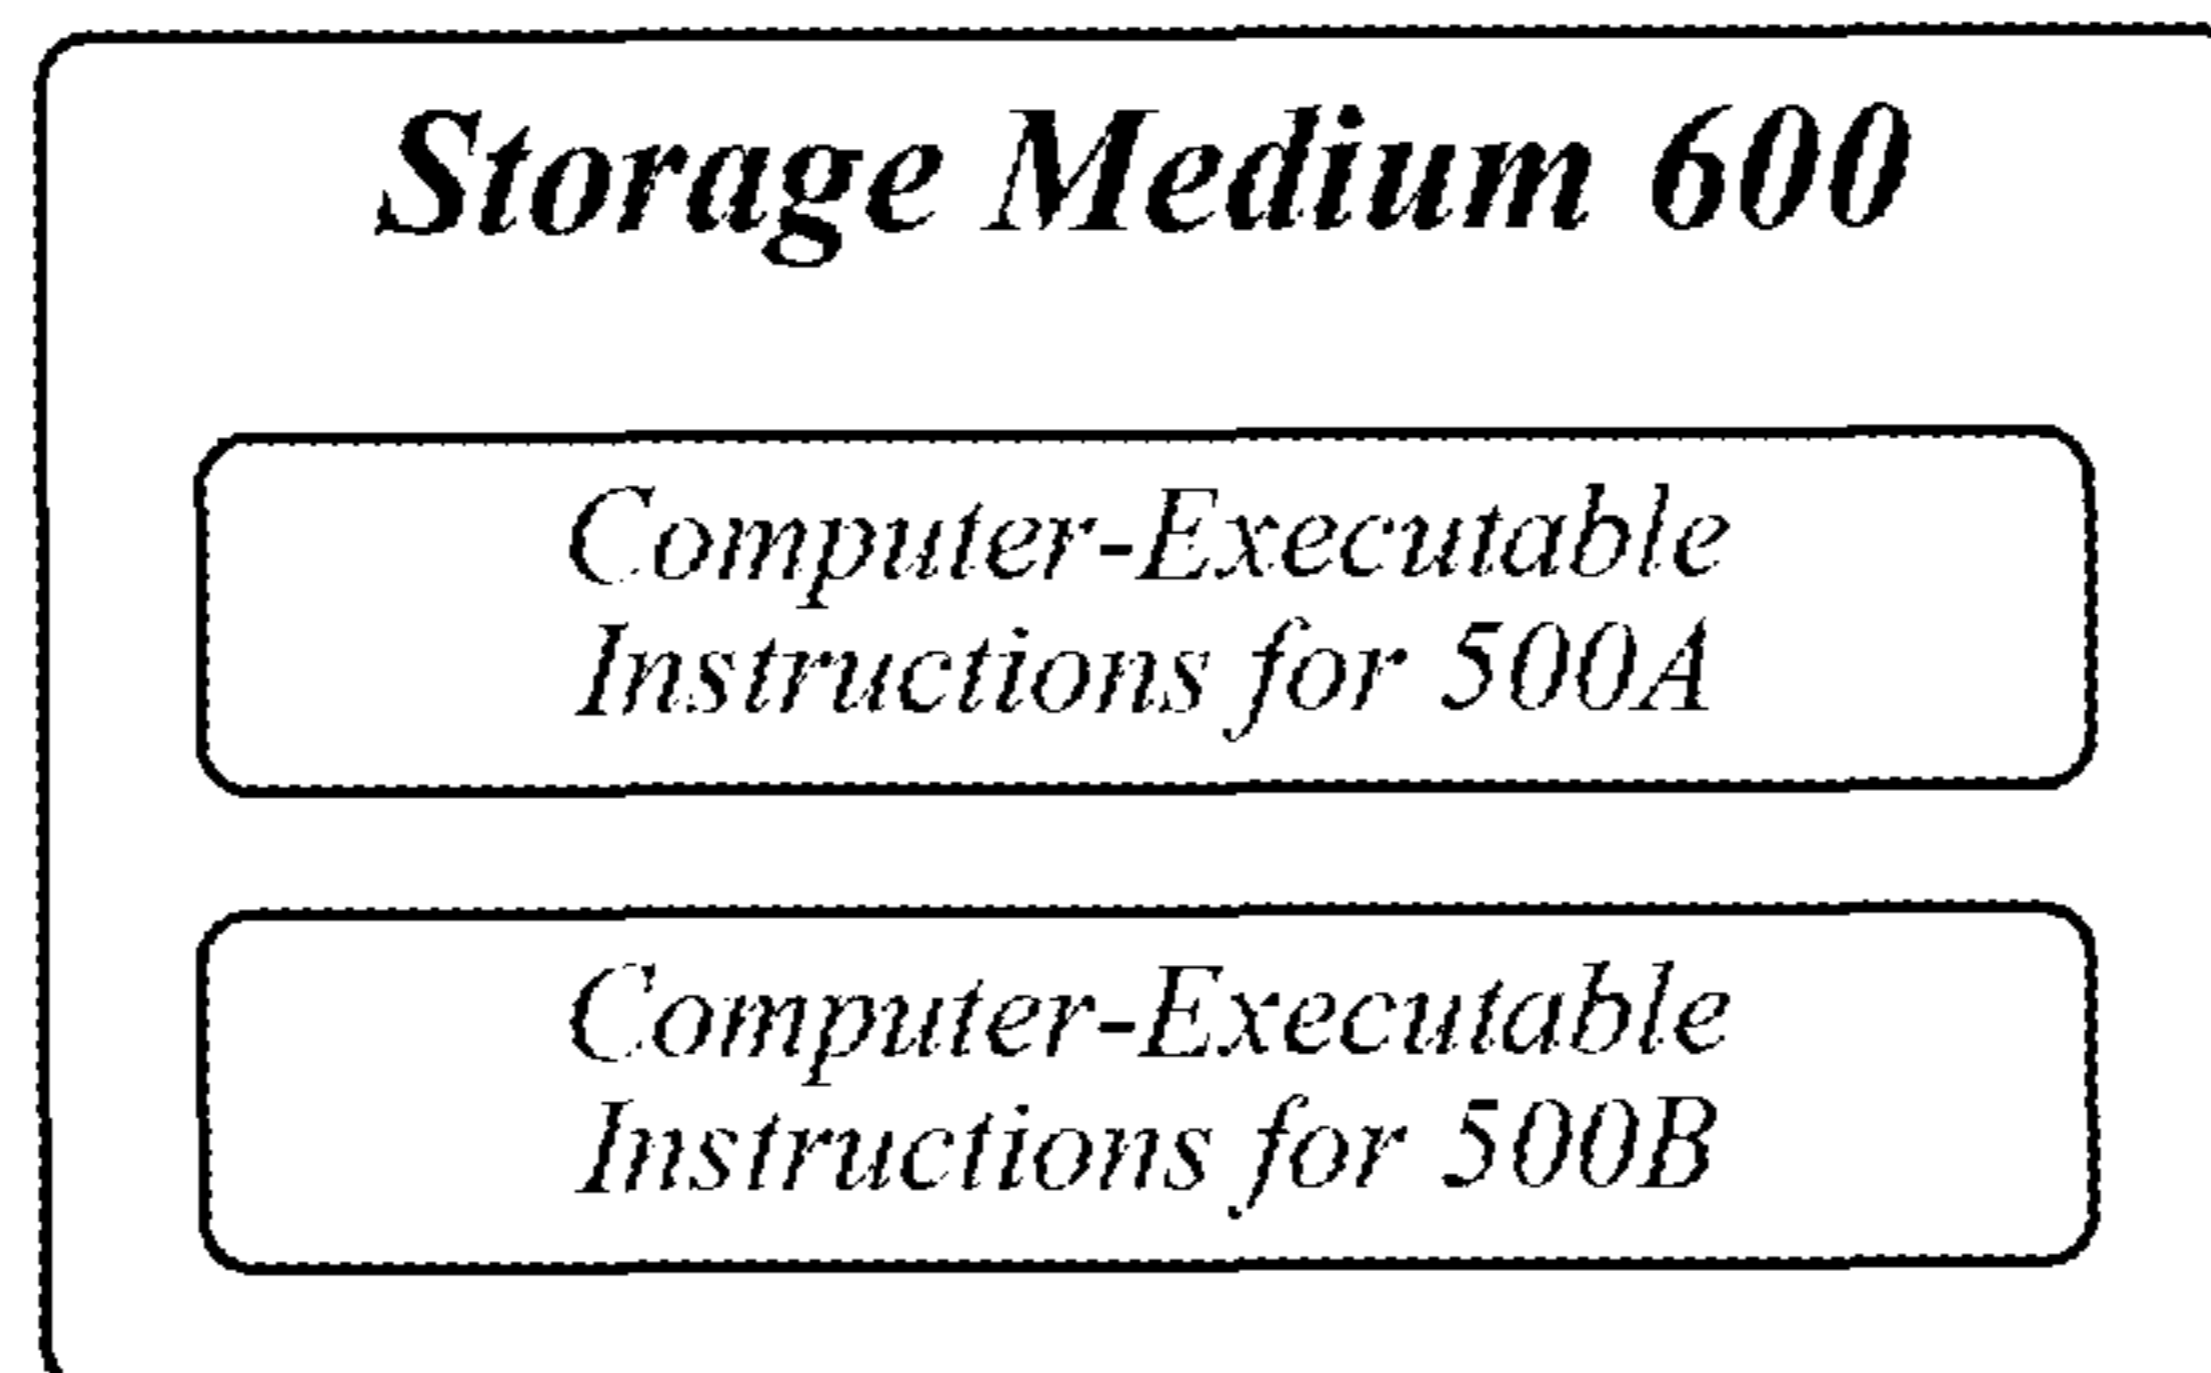 Storage Medium 600
Computer-Executable
Instructions for 500A
Computer-Executable
Instructions for 500B